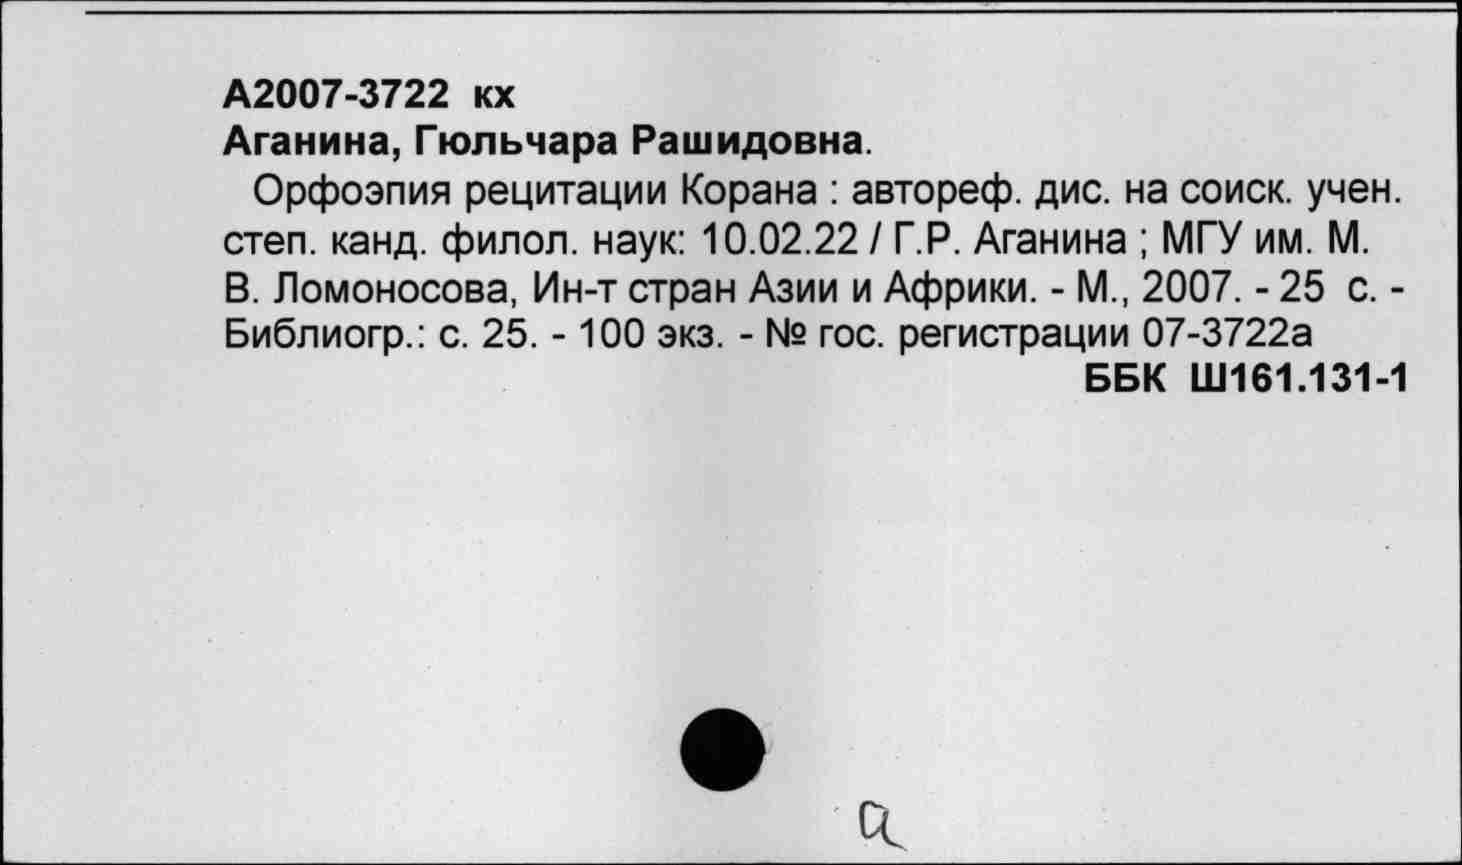 А2007-3722 кх
Аганина, Гюльчара Рашидовна.
Орфоэпия рецитации Корана : автореф. дис. на соиск. учен.
степ. канд. филол. наук: 10.02.22 / Г.Р. Аганина ; МГУ им. М.
В. Ломоносова, Ин-т стран Азии и Африки. - М., 2007. - 25 с. -
Библиогр.: с. 25. - 100 экз. - № гос. регистрации 07-3722а
ББК Ш161.131-1
а